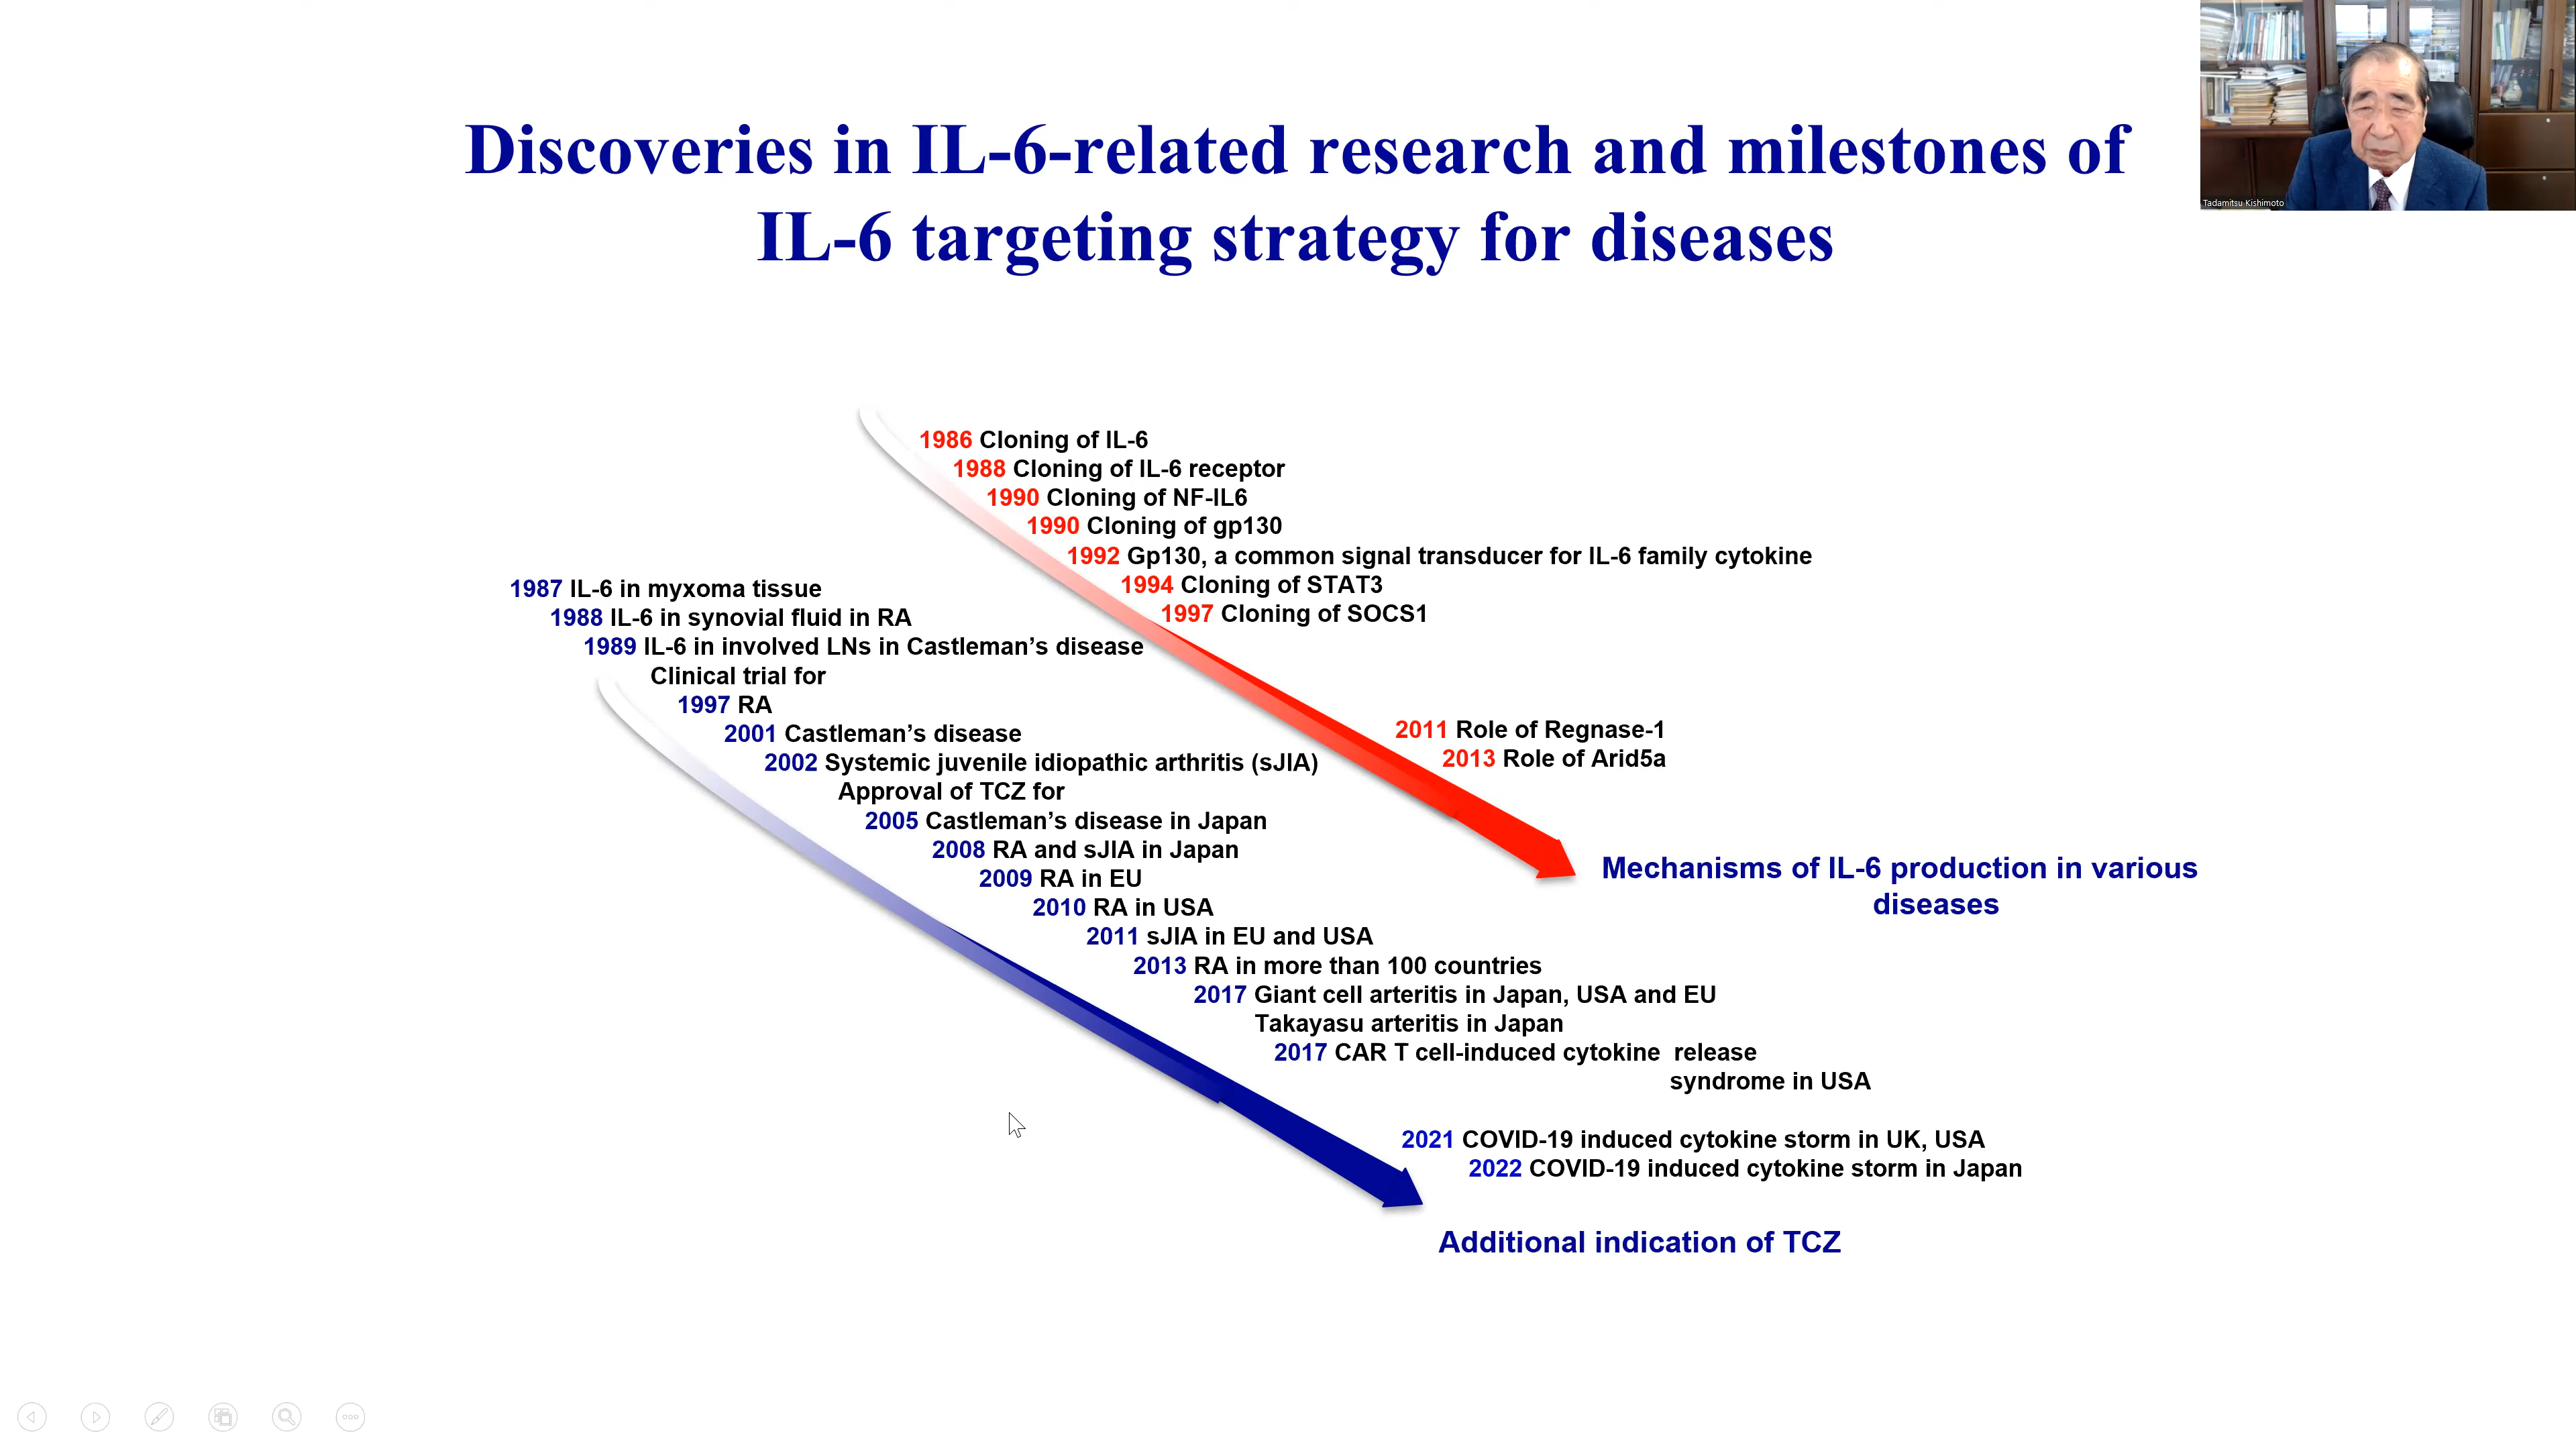 Discoveries in IL-6-related research and milestones of
IL-6 targeting strategy for diseases
Tadamitsu Kishimoto
1986 Cloning of IL-6
1988 Cloning of IL-6 receptor
1990 Cloning of NF-IL6
1990 Cloning of gp130
1992 Gp130, a common signal transducer for IL-6 family cytokine
1994 Cloning of STAT3
1997 Cloning of SOCS1
2011 Role of Regnase-1
2013 Role of Arid5a
Mechanisms of IL-6 production in various
diseases
1987 IL-6 in myxoma tissue
1988 IL-6 in synovial fluid in RA
1989 IL-6 in involved LNs in Castleman’s disease
Clinical trial for
1997 RA
2001 Castleman’s disease
2002 Systemic juvenile idiopathic arthritis (sJIA)
Approval of TCZ for
2005 Castleman’s disease in Japan
2008 RA and sJIA in Japan
2009 RA in EU
2010 RA in USA
2011 sJIA in EU and USA
2013 RA in more than 100 countries
2017 Giant cell arteritis in Japan, USA and EU
Takayasu arteritis in Japan
2017 CAR T cell-induced cytokine release
syndrome in USA
2021 COVID-19 induced cytokine storm in UK, USA
2022 COVID-19 induced cytokine storm in Japan
Additional indication of TCZ